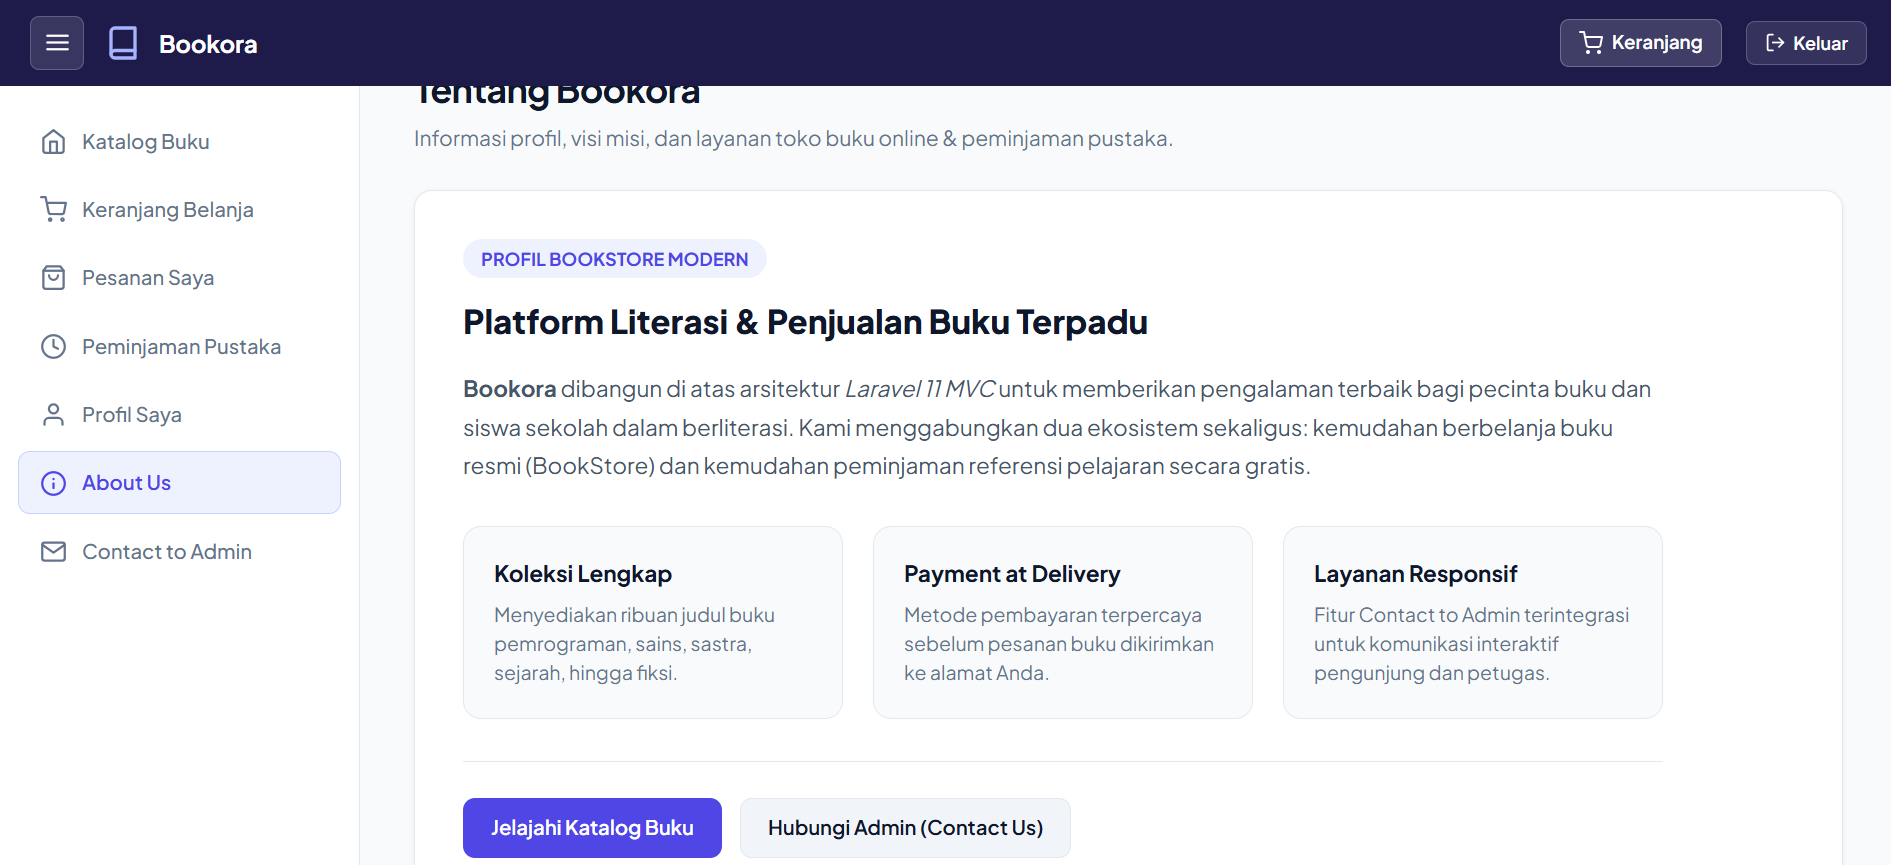 Bookora
Keranjang
Keluar
Katalog Buku
Keranjang Belanja
Pesanan Saya
Peminjaman Pustaka
Profil Saya
About Us
Contact to Admin
Tentang Bookora
Informasi profil, visi misi, dan layanan toko buku online & peminjaman pustaka.
PROFIL BOOKSTORE MODERN
Platform Literasi & Penjualan Buku Terpadu
Bookora dibangun di atas arsitektur Laravel 11 MVC untuk memberikan pengalaman terbaik bagi pecinta buku dan
siswa sekolah dalam berliterasi. Kami menggabungkan dua ekosistem sekaligus: kemudahan berbelanja buku
resmi (BookStore) dan kemudahan peminjaman referensi pelajaran secara gratis.
Koleksi Lengkap
Menyediakan ribuan judul buku
pemrograman, sains, sastra,
sejarah, hingga fiksi.
Payment at Delivery
Metode pembayaran terpercaya
sebelum pesanan buku dikirimkan
ke alamat Anda.
Layanan Responsif
Fitur Contact to Admin terintegrasi
untuk komunikasi interaktif
pengunjung dan petugas.
Jelajahi Katalog Buku
Hubungi Admin (Contact Us)